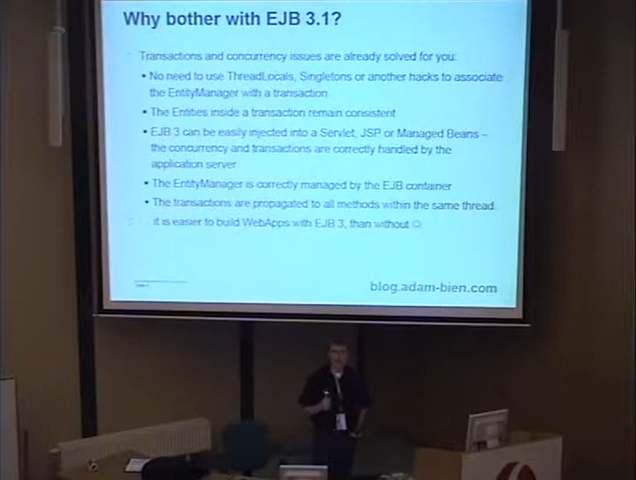 Why bother with EJB 3.1?
Transactions and concurrency issues are already solved for you:
▪ No need to use ThreadLocals, Singletons or another hacks to associate
the EntityManager with a transaction
▪ The Entities inside a transaction remain consistent
▪ EJB 3 can be easily injected into a Servlet, JSP or Managed Beans –
the concurrency and transactions are correctly handled by the
application server
▪ The EntityManager is correctly managed by the EJB container
▪ The transactions are propagated to all methods within the same thread.
...it is easier to build WebApps with EJB 3, than without ☺
blog.adam-bien.com